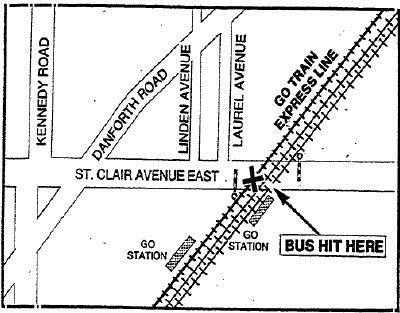 KENNEDY ROAD
DANFORTH ROAD
LINDEN AVENUE
LAUREL AVENUE
GO TRAIN
EXPRESS LINE
ST. CLAIR AVENUE EAST
GO
STATION
GO
STATION
BUS HIT HERE